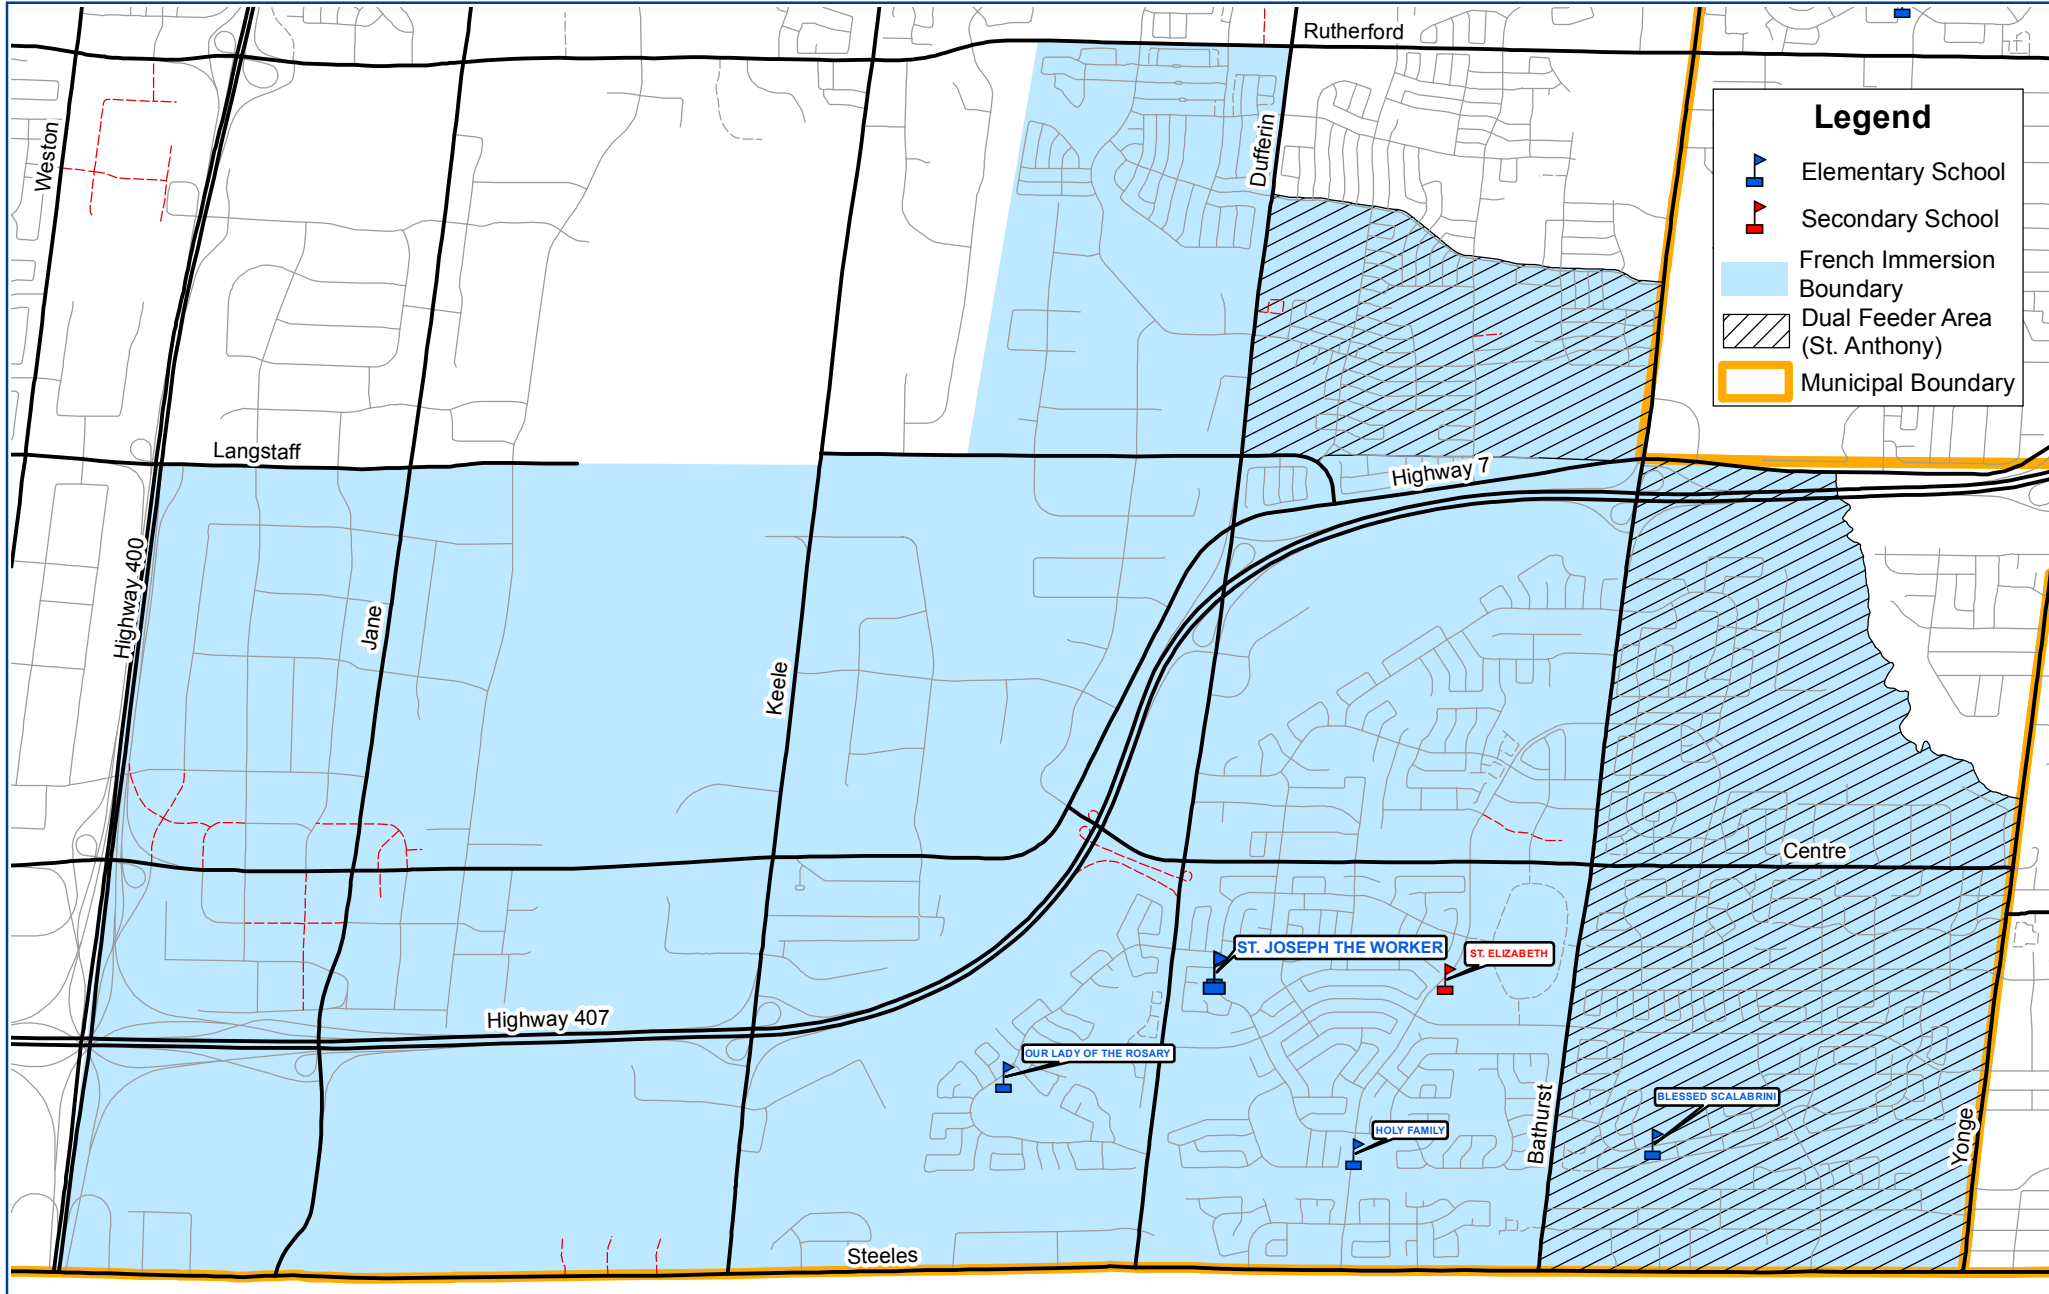 Rutherford
Legend
Elementary School
Secondary School
French Immersion
Boundary
Dual Feeder Area
(St. Anthony)
Municipal Boundary
Weston
Dufferin
Langstaff
Highway 7
Highway 400
Jane
Keele
Centre
ST. JOSEPH THE WORKER
ST. ELIZABETH
Highway 407
OUR LADY OF THE ROSARY
BLESSED SCALABRINI
HOLY FAMILY
Bathurst
Yonge
Steeles